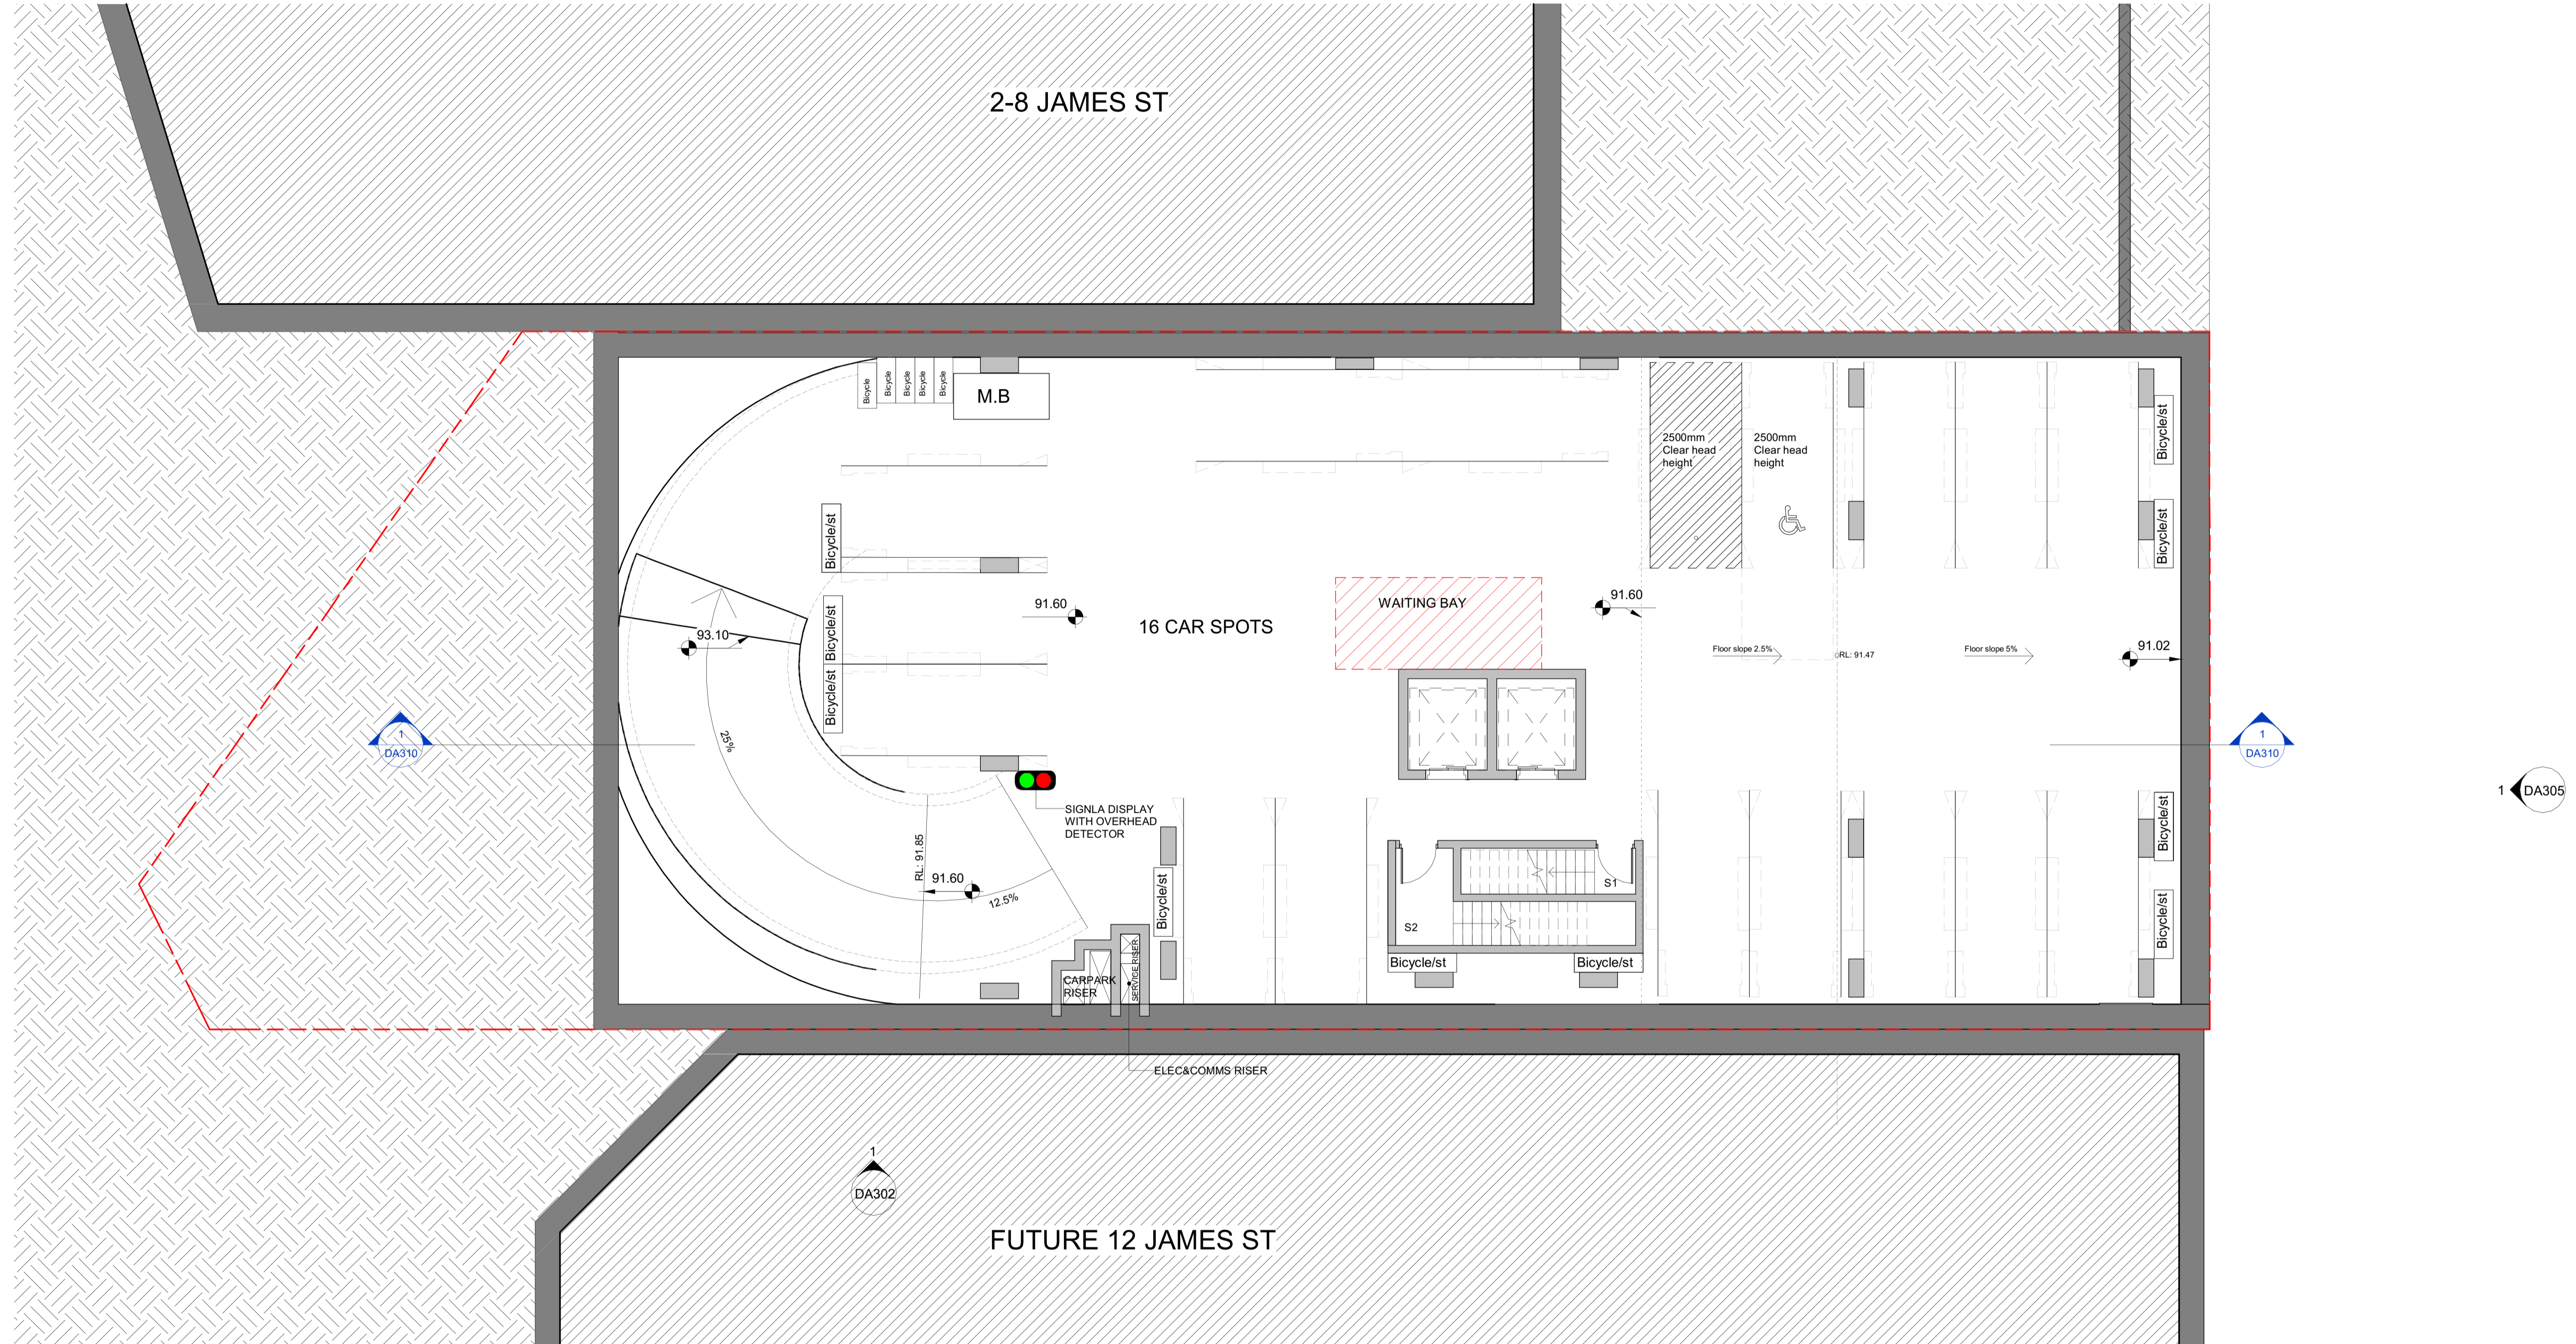 2-8 JAMES ST
Bicycle
Bicycle
Bicycle
Bicycle
Bicycle
M.B
2500mm
Clear head
height
2500mm
Clear head
height
Bicycle/st
Bicycle/st
Bicycle/st
Bicycle/st
Bicycle/st
91.60
16 CAR SPOTS
WAITING BAY
91.60
93.10
Floor slope 2.5%
RL: 91.47
Floor slope 5%
91.02
25%
1
DA310
1
DA310
1
DA305
SIGNLA DISPLAY
WITH OVERHEAD
DETECTOR
RL: 91.85
91.60
12.5%
Bicycle/st
S1
S2
Bicycle/st
Bicycle/st
Bicycle/st
Bicycle/st
CARPARK
RISER
SERVICE RISER
ELEC&COMMS RISER
1
DA302
FUTURE 12 JAMES ST